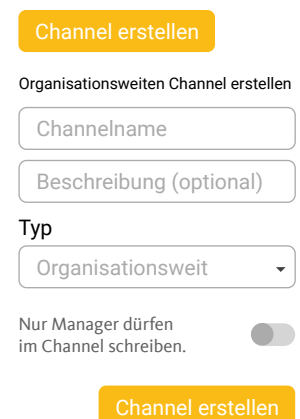 Channel erstellen
Organisationsweiten Channel erstellen
Channelname
Beschreibung (optional)
Typ
Organisationsweit
Nur Manager dürfen
im Channel schreiben.
Channel erstellen